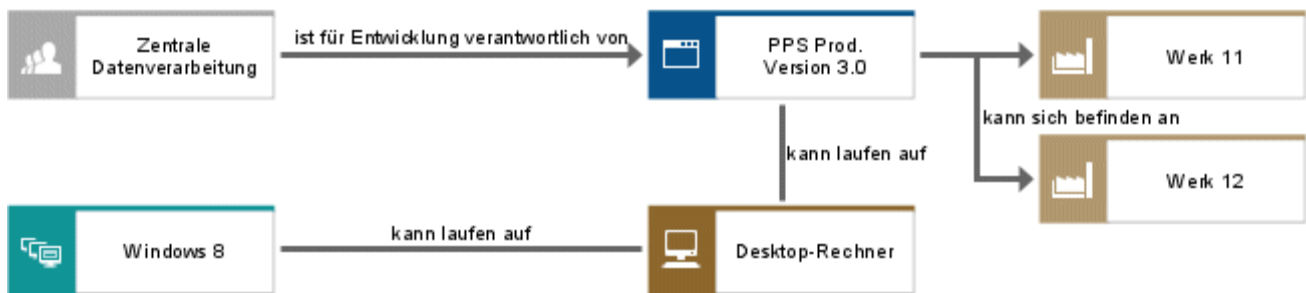 Zentrale
Datenverarbeitung
ist für Entwicklung verantwortlich von
PPS Prod.
Version 3.0
Werk 11
kann sich befinden an
Werk 12
kann laufen auf
Windows 8
kann laufen auf
Desktop-Rechner